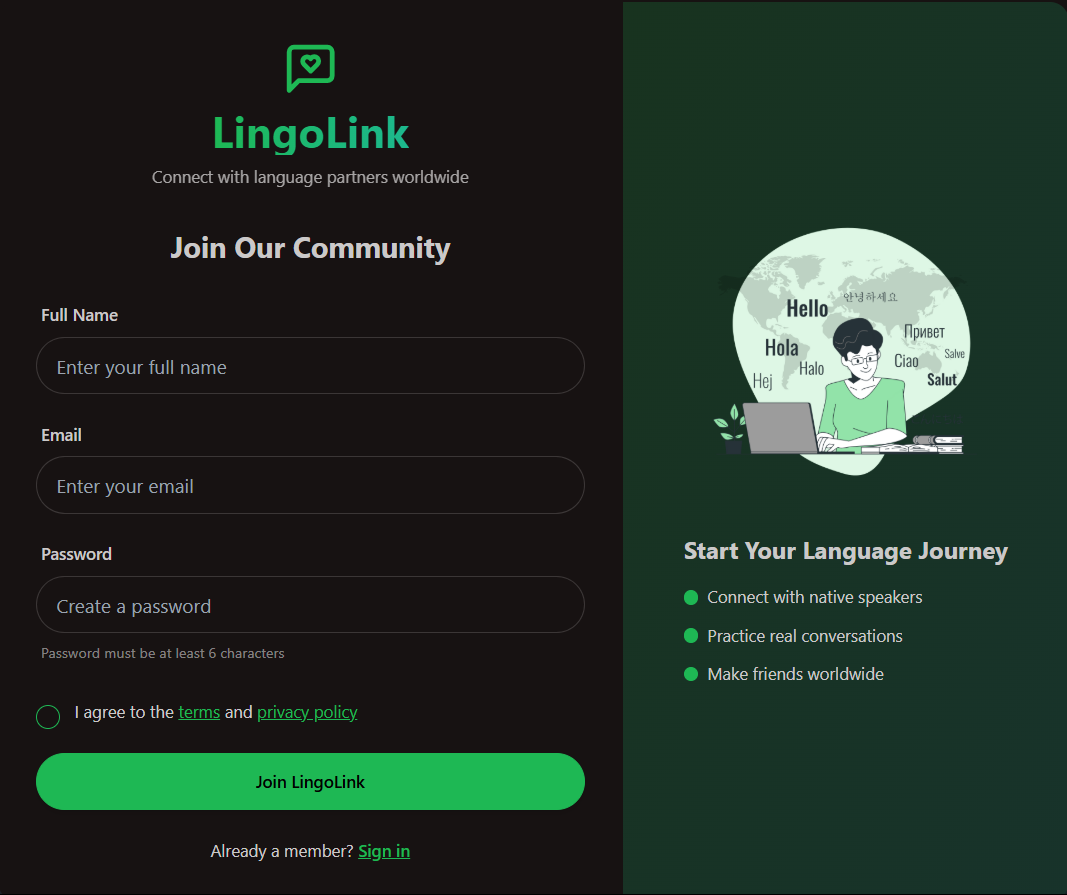 LingoLink
Connect with language partners worldwide
Join Our Community
Full Name
Enter your full name
Email
Enter your email
Password
Create a password
Password must be at least 6 characters
I agree to the terms and privacy policy
Join LingoLink
Already a member? Sign in
안녕하세요
Hello
Привет
Hola
Salve
Ciao
Halo
Hej
Salut
Start Your Language Journey
Connect with native speakers
Practice real conversations
Make friends worldwide